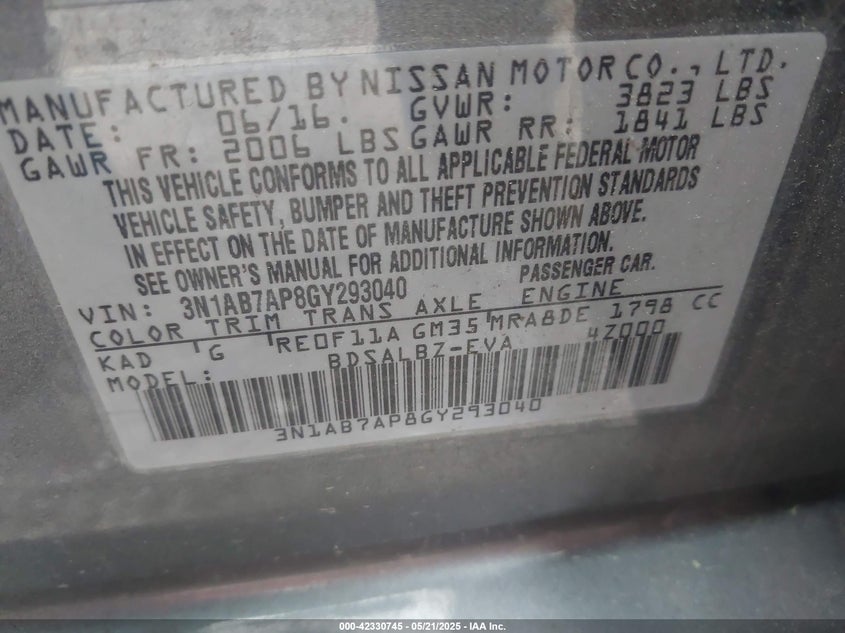 MANUFACTURED BY NISSAN MOTOR CO., LTD.
DATE: 06/16. GVWR: 3823 LBS
GAWR FR: 2006 LBS GAWR RR: 1841 LBS
THIS VEHICLE CONFORMS TO ALL APPLICABLE FEDERAL MOTOR
VEHICLE SAFETY, BUMPER AND THEFT PREVENTION STANDARDS
IN EFFECT ON THE DATE OF MANUFACTURE SHOWN ABOVE.
SEE OWNER'S MANUAL FOR ADDITIONAL INFORMATION.
VIN: 3N1AB7AP8GY293040 PASSENGER CAR.
COLOR TRIM TRANS AXLE ENGINE
KAD G RE0F11A GM35 MRA8DE 1798 CC
MODEL: BDSALBZ-EVA 4Z000
3N1AB7AP8GY293040
000-42330745 - 05/21/2025 - IAA Inc.